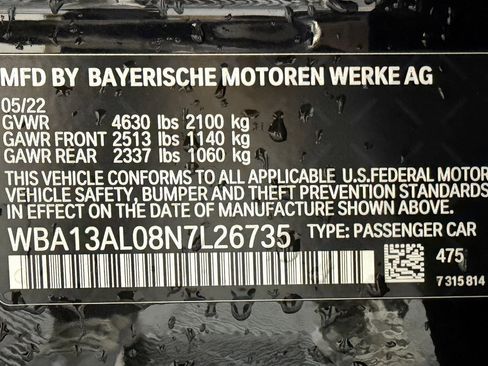 MFD BY BAYERISCHE MOTOREN WERKE AG
05/22
GVWR 4630 lbs 2100 kg
GAWR FRONT 2513 lbs 1140 kg
GAWR REAR 2337 lbs 1060 kg
THIS VEHICLE CONFORMS TO ALL APPLICABLE U.S.FEDERAL MOTOR
VEHICLE SAFETY, BUMPER AND THEFT PREVENTION STANDARDS
IN EFFECT ON THE DATE OF MANUFACTURE SHOWN ABOVE.
WBA13AL08N7L26735 TYPE: PASSENGER CAR
475
7 315 814